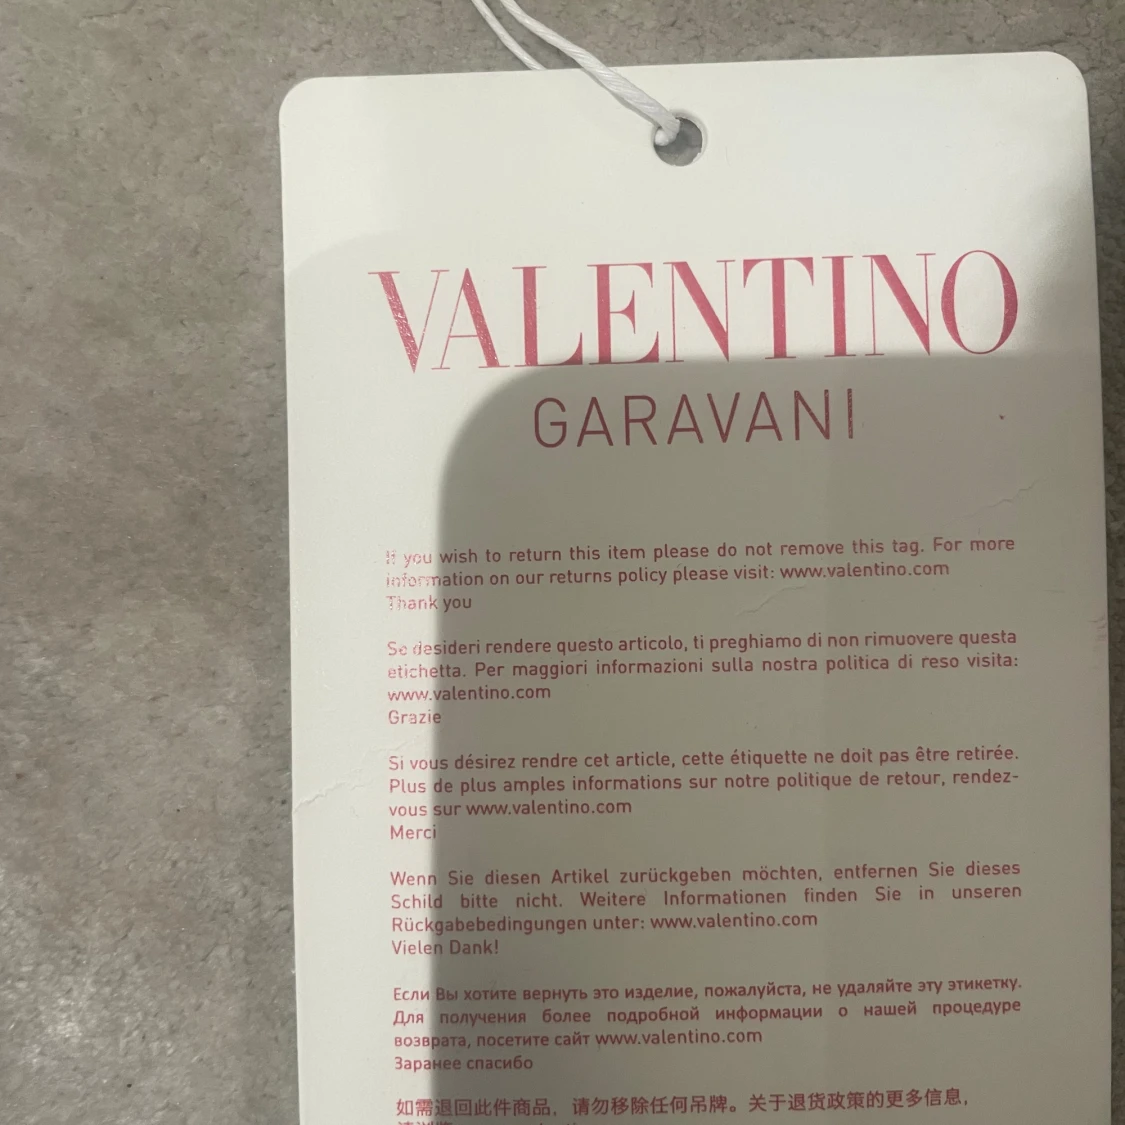 VALENTINO
GARAVANI
If you wish to return this item please do not remove this tag. For more
information on our returns policy please visit: www.valentino.com
Thank you
Se desideri rendere questo articolo, ti preghiamo di non rimuovere questa
etichetta. Per maggiori informazioni sulla nostra politica di reso visita:
www.valentino.com
Grazie
Si vous désirez rendre cet article, cette étiquette ne doit pas être retirée.
Plus de plus amples informations sur notre politique de retour, rendez-
vous sur www.valentino.com
Merci
Wenn Sie diesen Artikel zurückgeben möchten, entfernen Sie dieses
Schild bitte nicht. Weitere Informationen finden Sie in unseren
Rückgabebedingungen unter: www.valentino.com
Vielen Dank!
Если Вы хотите вернуть это изделие, пожалуйста, не удаляйте эту этикетку.
Для получения более подробной информации о нашей процедуре
возврата, посетите сайт www.valentino.com
Заранее спасибо
如需退回此件商品，请勿移除任何吊牌。关于退货政策的更多信息，